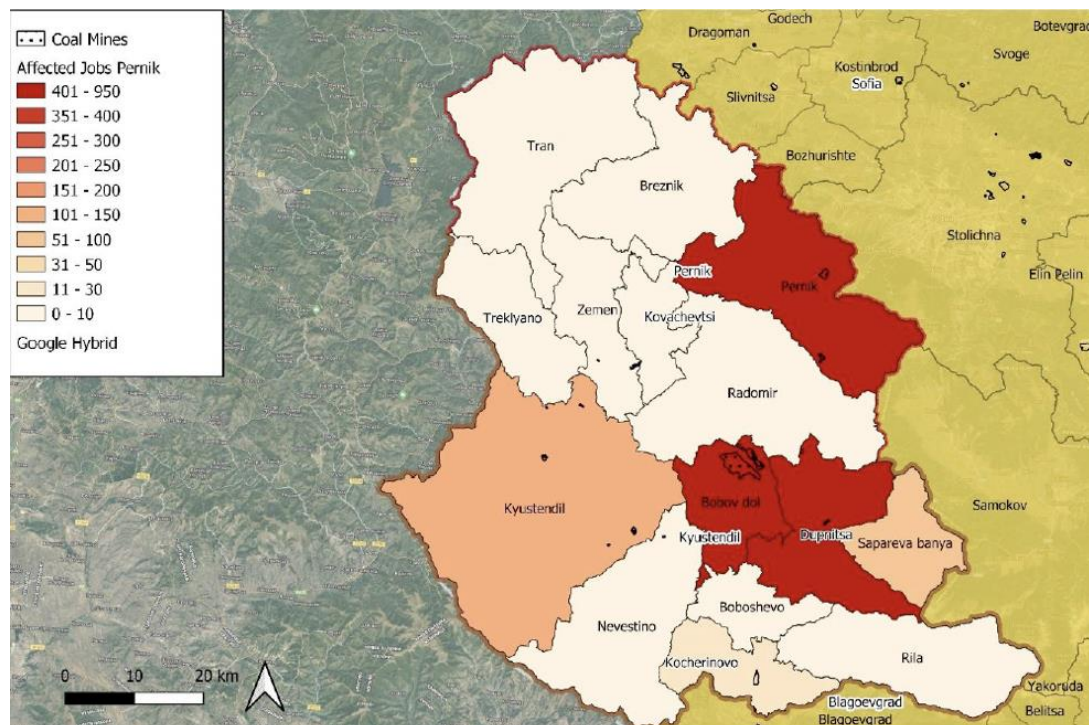 Coal Mines
Affected Jobs Pernik
401 - 950
351 - 400
251 - 300
201 - 250
151 - 200
101 - 150
51 - 100
31 - 50
11 - 30
0 - 10
Google Hybrid
Godech
Botevgrad
Dragoman
Svoge
Kostinbrod
Sofia
Slivnitsa
Bozhurishte
Tran
Breznik
Stolichna
Elin Pelin
Pernik
Pernik
Treklyano
Zemen
Kovachevtsi
Radomir
Kyustendil
Bobov dol
Samokov
Kyustendil
Dupnitsa
Sapareva banya
Boboshevo
Nevestino
Kocherinovo
Rila
Yakoruda
Blagoevgrad
Belitsa
Blagoevgrad
0 10 20 km